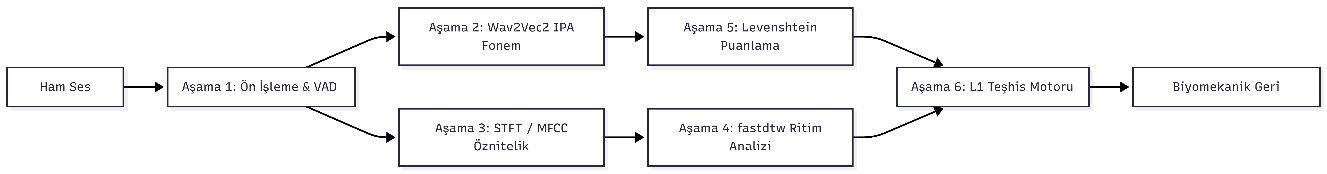 Ham Ses
Aşama 1: Ön İşleme & VAD
Aşama 2: Wav2Vec2 IPA
Fonem
Aşama 5: Levenshtein
Puanlama
Aşama 3: STFT / MFCC
Öznitelik
Aşama 4: fastdtw Ritim
Analizi
Aşama 6: L1 Teşhis Motoru
Biyomekanik Geri